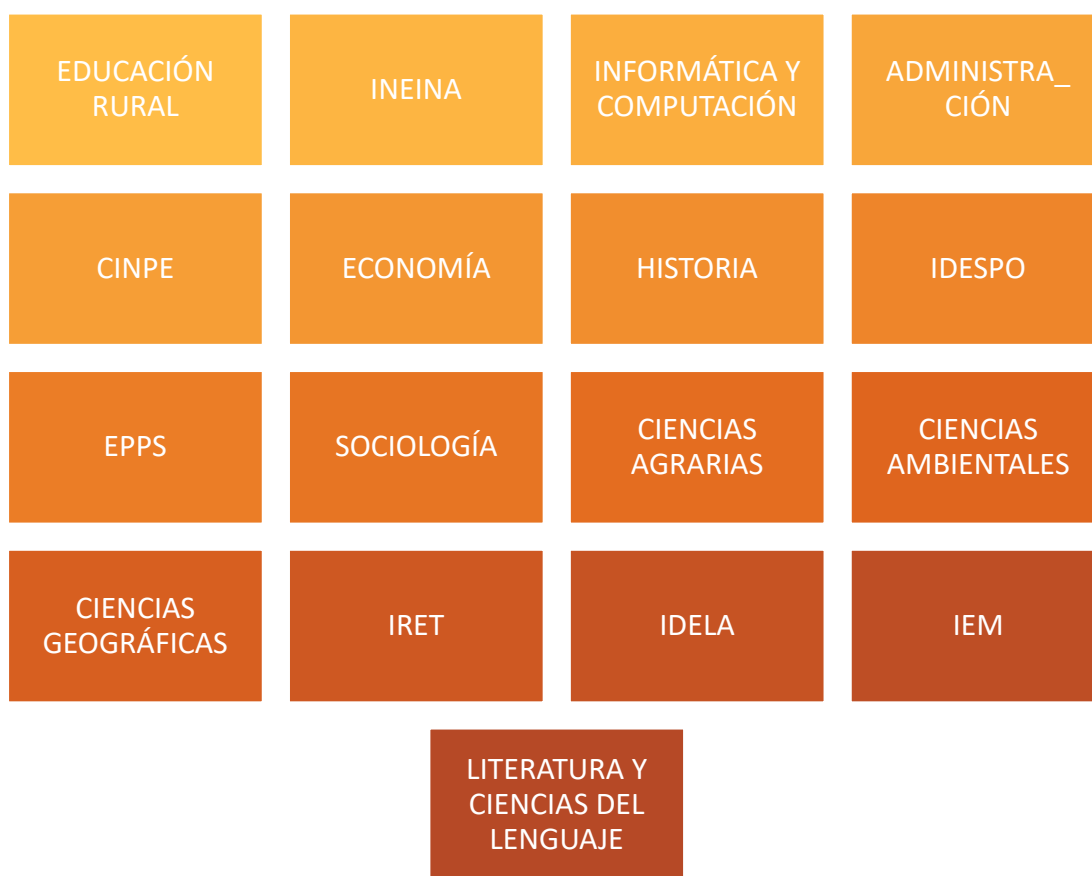 EDUCACIÓN
RURAL
INEINA
INFORMÁTICA Y
COMPUTACIÓN
ADMINISTRA_
CIÓN
CINPE
ECONOMÍA
HISTORIA
IDESPO
EPPS
SOCIOLOGÍA
CIENCIAS
AGRARIAS
CIENCIAS
AMBIENTALES
CIENCIAS
GEOGRÁFICAS
IRET
IDELA
IEM
LITERATURA Y
CIENCIAS DEL
LENGUAJE